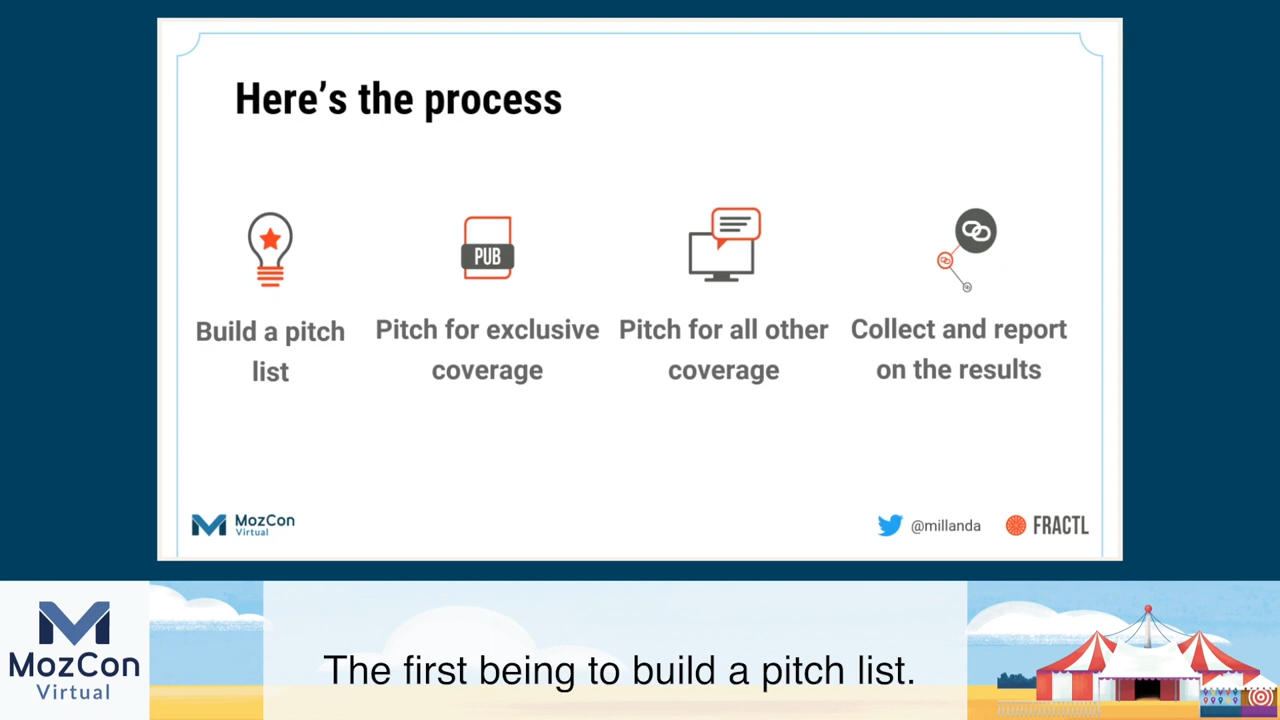 Here's the process
PUB
Build a pitch
list
Pitch for exclusive
coverage
Pitch for all other
coverage
Collect and report
on the results
MozCon
Virtual
@millanda
FRACTL
MozCon
Virtual
The first being to build a pitch list.